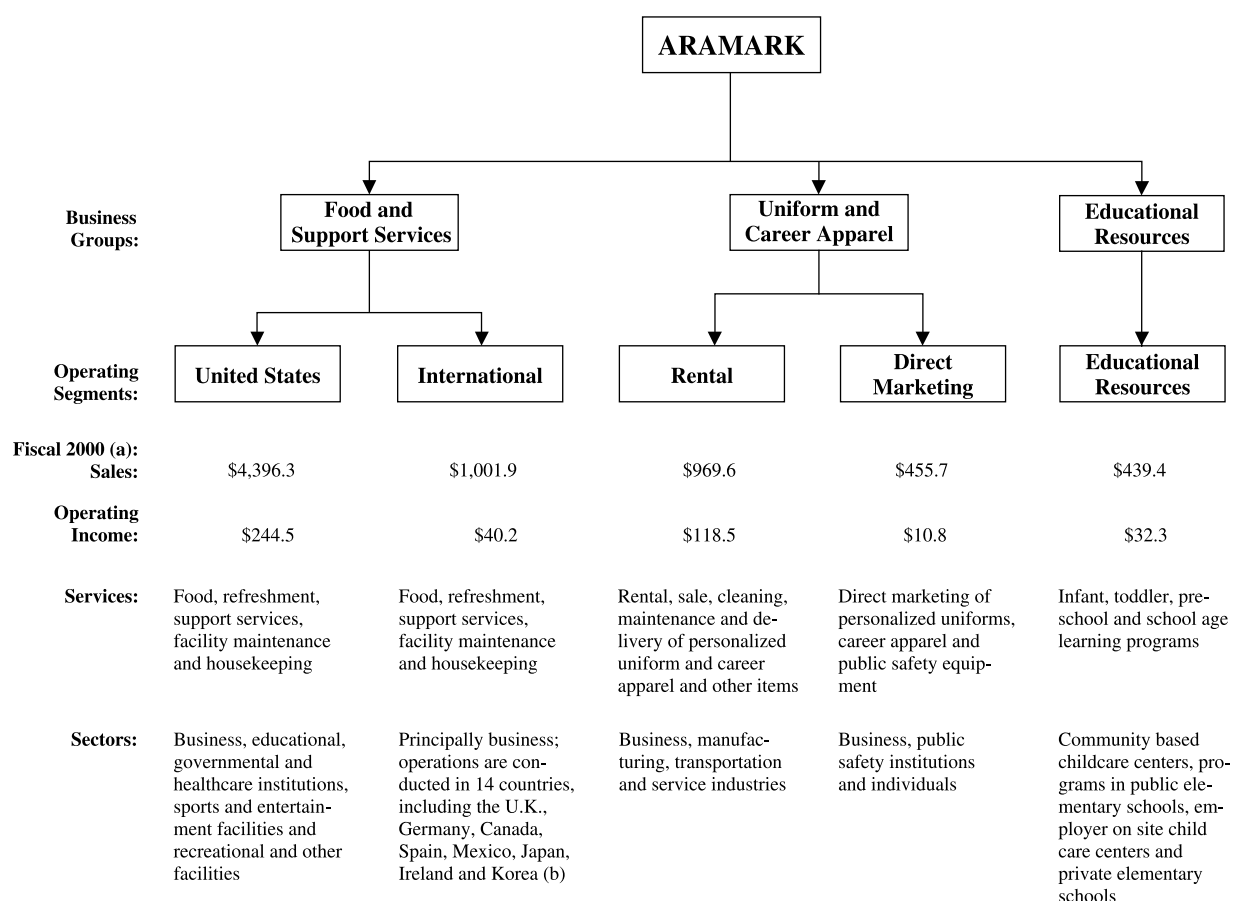 ARAMARK
Business
Groups:
Food and
Support Services
Uniform and
Career Apparel
Educational
Resources
Operating
Segments:
United States
International
Rental
Direct
Marketing
Educational
Resources
Fiscal 2000 (a):
Sales:
$4,396.3
$1,001.9
$969.6
$455.7
$439.4
Operating
Income:
$244.5
$40.2
$118.5
$10.8
$32.3
Services:
Food, refreshment,
support services,
facility maintenance
and housekeeping
Food, refreshment,
support services,
facility maintenance
and housekeeping
Rental, sale, cleaning,
maintenance and de-
livery of personalized
uniform and career
apparel and other items
Direct marketing of
personalized uniforms,
career apparel and
public safety equip-
ment
Infant, toddler, pre-
school and school age
learning programs
Sectors:
Business, educational,
governmental and
healthcare institutions,
sports and entertain-
ment facilities and
recreational and other
facilities
Principally business;
operations are con-
ducted in 14 countries,
including the U.K.,
Germany, Canada,
Spain, Mexico, Japan,
Ireland and Korea (b)
Business, manufac-
turing, transportation
and service industries
Business, public
safety institutions
and individuals
Community based
childcare centers, pro-
grams in public ele-
mentary schools, em-
ployer on site child
care centers and
private elementary
schools